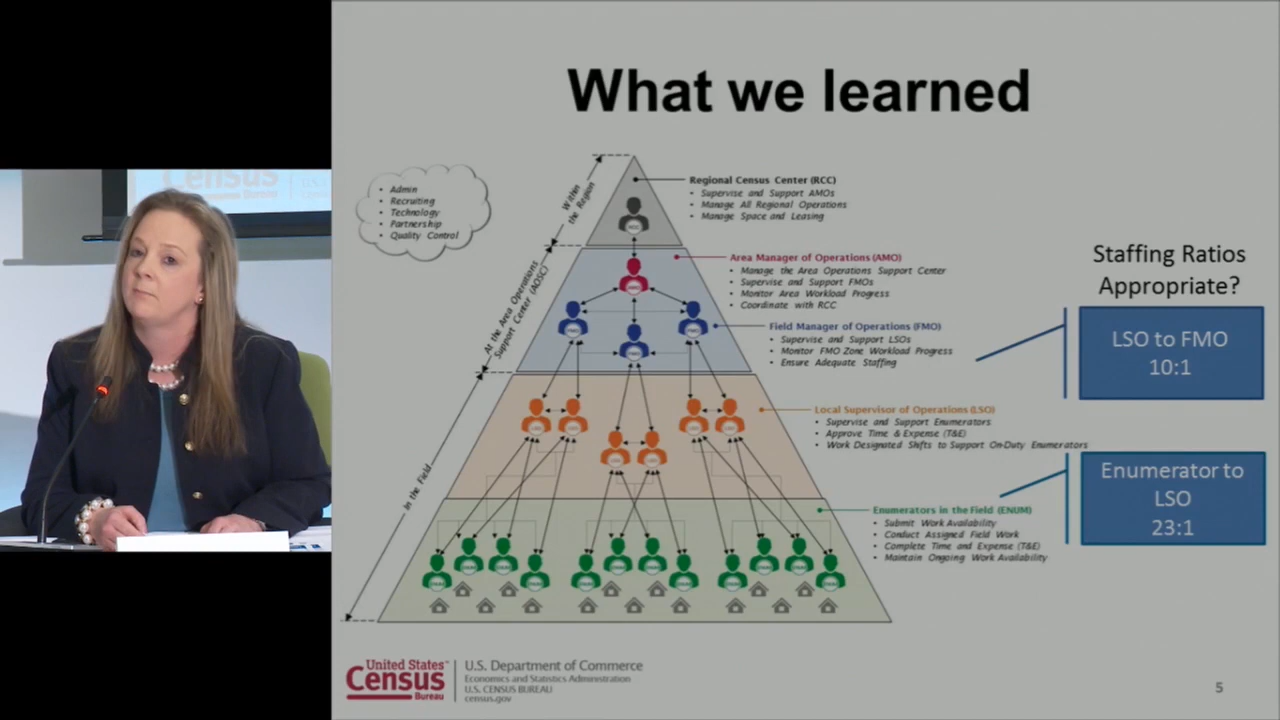 Census
Bureau
What we learned
Admin
Recruiting
Technology
Partnership
Quality Control
Within
the Region
At the Area Operations
Support Center (AOSC)
In the Field
Regional Census Center (RCC)
Supervise and Support AMOs
Manage All Regional Operations
Manage Space and Leasing
Area Manager of Operations (AMO)
Manage the Area Operations Support Center
Supervise and Support FMOs
Monitor Area Workload Progress
Coordinate with RCC
Field Manager of Operations (FMO)
Supervise and Support LSOs
Monitor FMO Zone Workload Progress
Ensure Adequate Staffing
Local Supervisor of Operations (LSO)
Supervise and Support Enumerators
Approve Time & Expense (T&E)
Work Designated Shifts to Support On-Duty Enumerators
Enumerators in the Field (ENUM)
Submit Work Availability
Conduct Assigned Field Work
Complete Time and Expense (T&E)
Maintain Ongoing Work Availability
Staffing Ratios
Appropriate?
LSO to FMO
10:1
Enumerator to
LSO
23:1
United States™
Census
Bureau
U.S. Department of Commerce
Economics and Statistics Administration
U.S. CENSUS BUREAU
census.gov
5